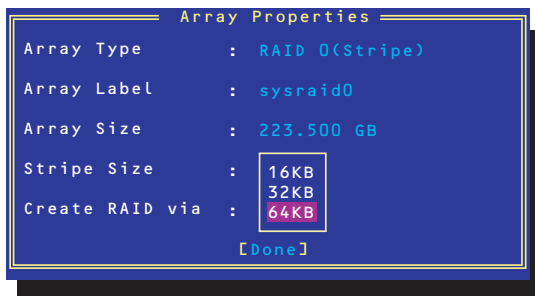 Array Properties
Array Type : RAID 0(Stripe)
Array Label : sysraid0
Array Size : 223.500 GB
Stripe Size : 16KB
32KB
Create RAID via : 64KB
[Done]